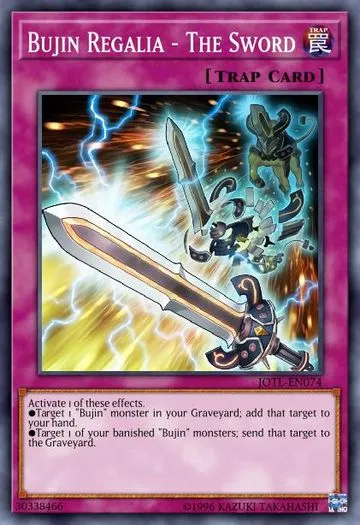 Bujin Regalia - The Sword
TRAP
罠
[Trap Card]
JOTL-EN074
Activate 1 of these effects.
●Target 1 "Bujin" monster in your Graveyard; add that target to
your hand.
●Target 1 of your banished "Bujin" monsters; send that target to
the Graveyard.
30338466
©1996 KAZUKI TAKAHASHI